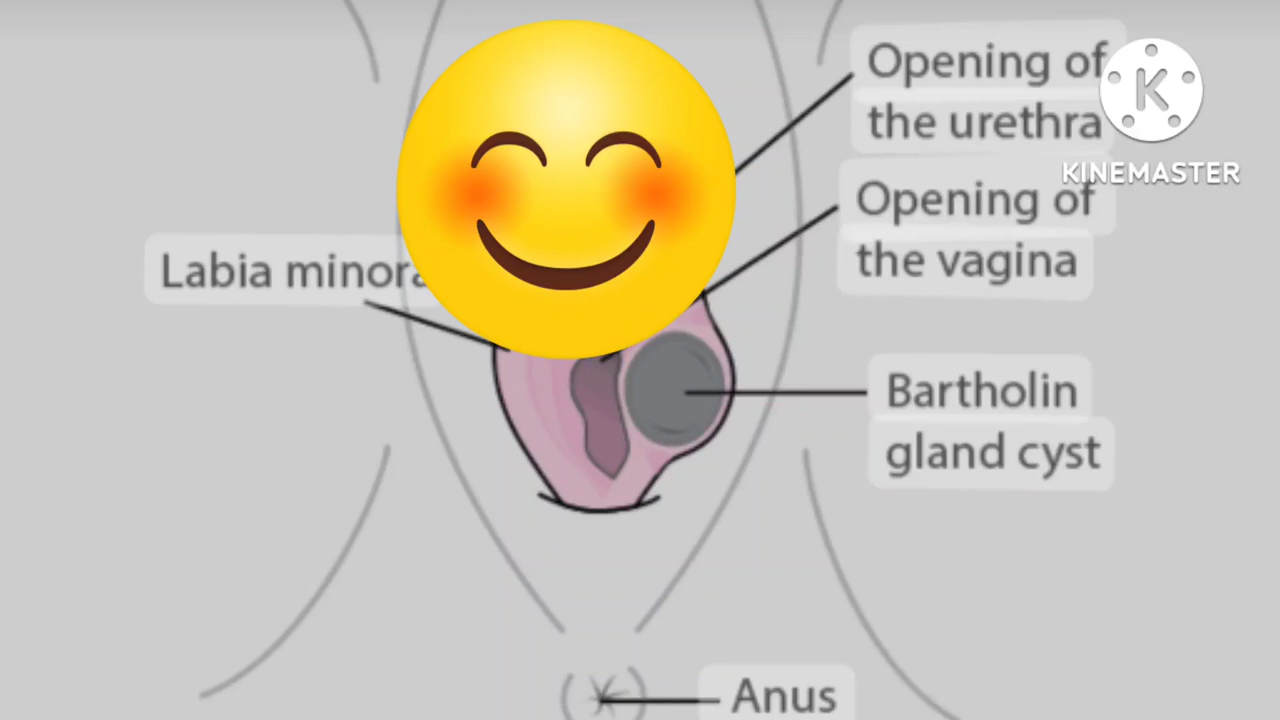 Opening of
the urethra
KINEMASTER
Opening of
the vagina
Labia minora
Bartholin
gland cyst
Anus